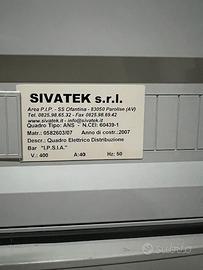 SIVATEK s.r.l.
Area P.I.P. - SS Ofantina - 83050 Parolise (AV)
Tel. 0825.98.65.32 - Fax 0825.98.69.42
www.sivatek.it - info@sivatek.it
Quadro Tipo: ANS - N.CEI: 60439-1
Matr.: 0582603/07 Anno di costr.:2007
Descr.: Quadro Elettrico Distribuzione
Bar "I.P.S.I.A."
V.: 400 A:40 Hz: 50
SUBITO